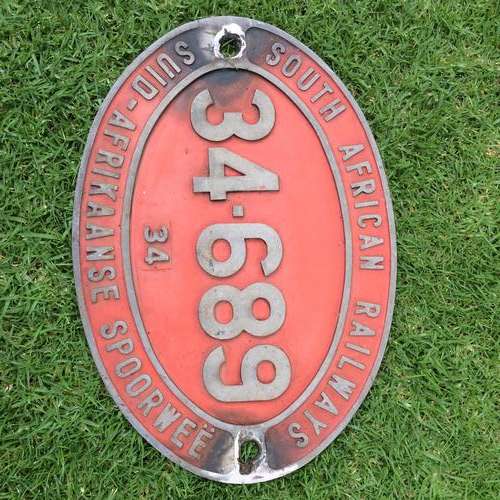 SOUTH AFRICAN RAILWAYS
34·689
34
SUID-AFRIKAANSE SPOORWEË